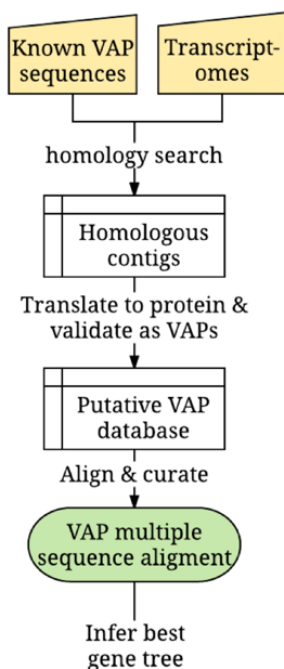 Known VAP
sequences
Transcript-
omes
homology search
Homologous
contigs
Translate to protein &
validate as VAPs
Putative VAP
database
Align & curate
VAP multiple
sequence aligment
Infer best
gene tree